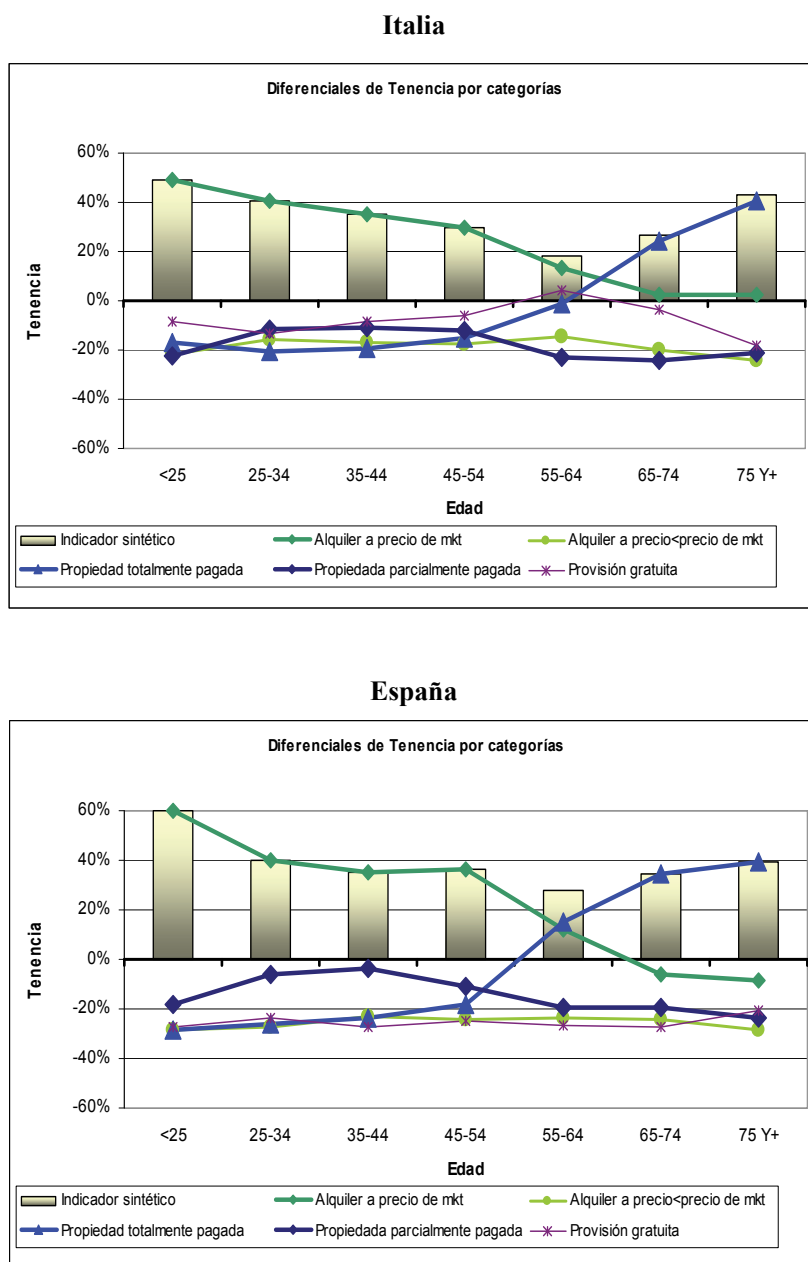 Italia
Diferenciales de Tenencia por categorías
60%
40%
20%
0%
-20%
-40%
-60%
Tenencia
<25 25-34 35-44 45-54 55-64 65-74 75 Y+
Edad
Indicador sintético Alquiler a precio de mkt Alquiler a precio<precio de mkt
Propiedad totalmente pagada Propiedada parcialmente pagada Provisión gratuita
España
Diferenciales de Tenencia por categorías
60%
40%
20%
0%
-20%
-40%
-60%
Tenencia
<25 25-34 35-44 45-54 55-64 65-74 75 Y+
Edad
Indicador sintético Alquiler a precio de mkt Alquiler a precio<precio de mkt
Propiedad totalmente pagada Propiedada parcialmente pagada Provisión gratuita